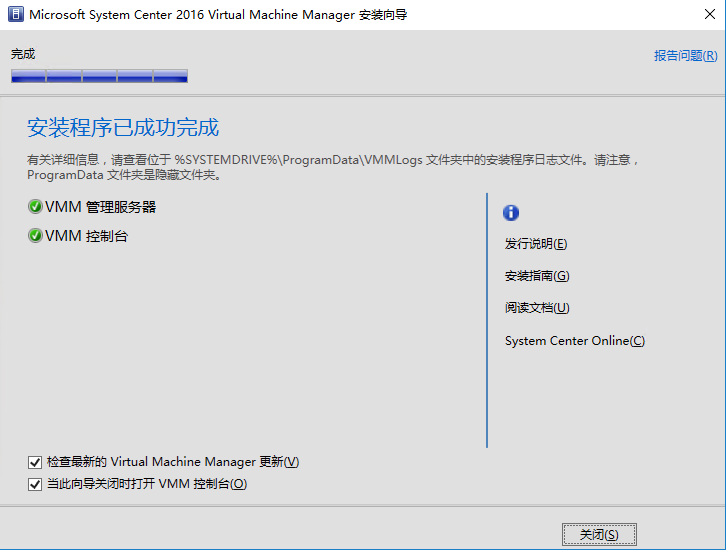 Microsoft System Center 2016 Virtual Machine Manager 安装向导
完成
报告问题(R)
安装程序已成功完成
有关详细信息，请查看位于 %SYSTEMDRIVE%\ProgramData\VMMLogs 文件夹中的安装程序日志文件。请注意，
ProgramData 文件夹是隐藏文件夹。
VMM 管理服务器
VMM 控制台
发行说明(E)
安装指南(G)
阅读文档(U)
System Center Online(C)
检查最新的 Virtual Machine Manager 更新(V)
当此向导关闭时打开 VMM 控制台(O)
关闭(S)